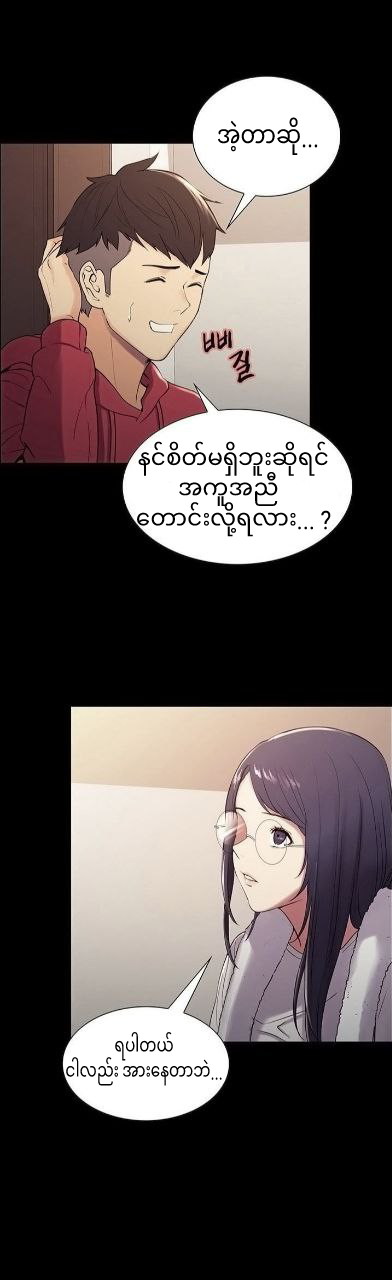 အဲ့တာဆို...
삐
질
နင်စိတ်မရှိဘူးဆိုရင်
အကူအညီ
တောင်းလို့ရလား... ?
ရပါတယ်
ငါလည်း အားနေတာဘဲ...